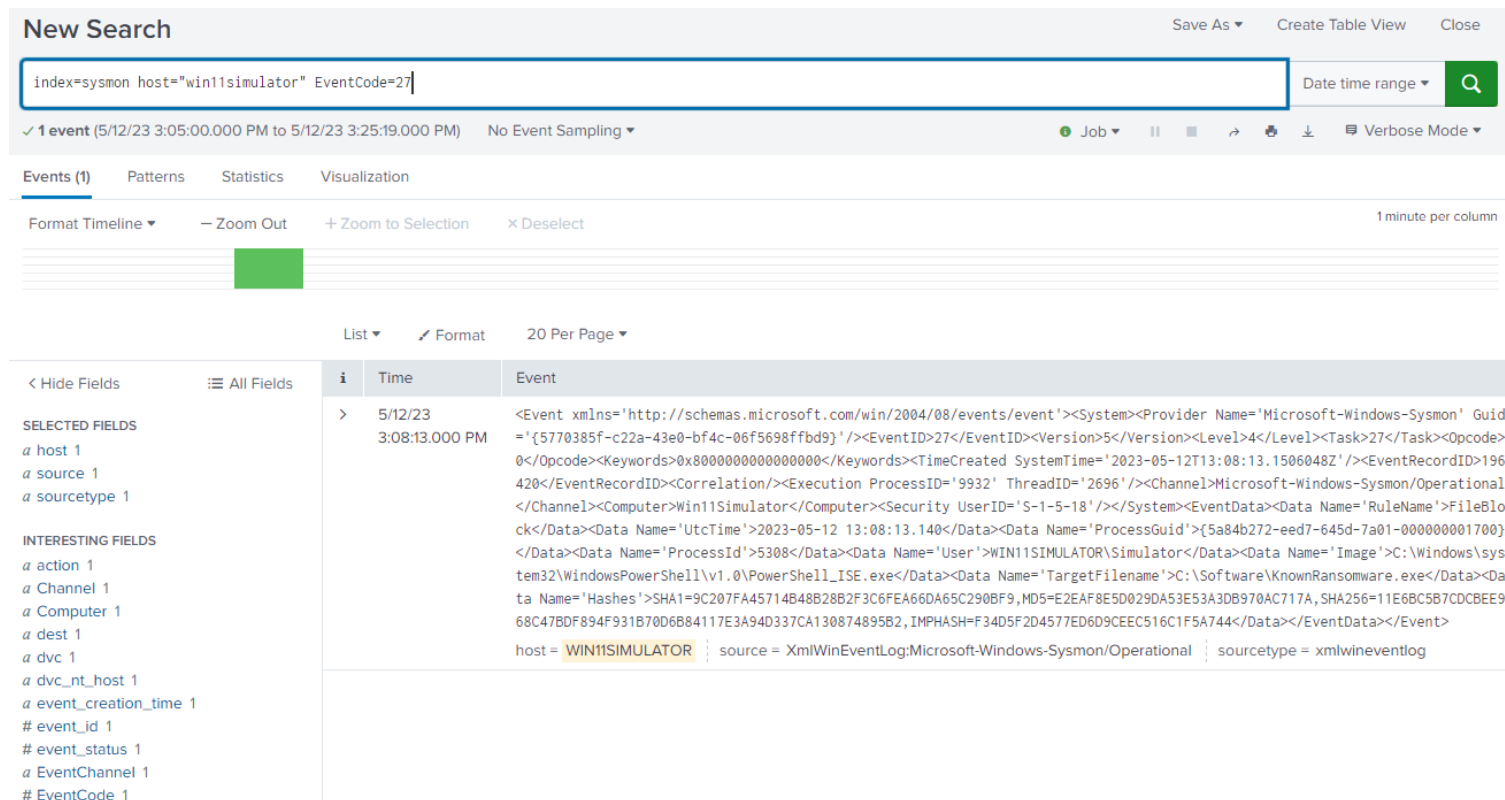 New Search
Save As ▾ Create Table View Close
index=sysmon host="win11simulator" EventCode=27
Date time range ▾
✓ 1 event (5/12/23 3:05:00.000 PM to 5/12/23 3:25:19.000 PM) No Event Sampling ▾
Job ▾ Verbose Mode ▾
Events (1) Patterns Statistics Visualization
Format Timeline ▾ — Zoom Out + Zoom to Selection × Deselect
1 minute per column
List ▾ Format 20 Per Page ▾
< Hide Fields All Fields
i Time Event
SELECTED FIELDS
a host 1
a source 1
a sourcetype 1
INTERESTING FIELDS
a action 1
a Channel 1
a Computer 1
a dest 1
a dvc 1
a dvc_nt_host 1
a event_creation_time 1
# event_id 1
# event_status 1
a EventChannel 1
# EventCode 1
> 5/12/23
3:08:13.000 PM
<Event xmlns='http://schemas.microsoft.com/win/2004/08/events/event'><System><Provider Name='Microsoft-Windows-Sysmon' Guid
='{5770385f-c22a-43e0-bf4c-06f5698ffbd9}'/><EventID>27</EventID><Version>5</Version><Level>4</Level><Task>27</Task><Opcode>
0</Opcode><Keywords>0x8000000000000000</Keywords><TimeCreated SystemTime='2023-05-12T13:08:13.1506048Z'/><EventRecordID>196
420</EventRecordID><Correlation/><Execution ProcessID='9932' ThreadID='2696'/><Channel>Microsoft-Windows-Sysmon/Operational
</Channel><Computer>Win11Simulator</Computer><Security UserID='S-1-5-18'/></System><EventData><Data Name='RuleName'>FileBlo
ck</Data><Data Name='UtcTime'>2023-05-12 13:08:13.140</Data><Data Name='ProcessGuid'>{5a84b272-eed7-645d-7a01-000000001700}
</Data><Data Name='ProcessId'>5308</Data><Data Name='User'>WIN11SIMULATOR\Simulator</Data><Data Name='Image'>C:\Windows\sys
tem32\WindowsPowerShell\v1.0\PowerShell_ISE.exe</Data><Data Name='TargetFilename'>C:\Software\KnownRansomware.exe</Data><Da
ta Name='Hashes'>SHA1=9C207FA45714B48B28B2F3C6FEA66DA65C290BF9,MD5=E2EAF8E5D029DA53E53A3DB970AC717A,SHA256=11E6BC5B7CDCBEE9
68C47BDF894F931B70D6B84117E3A94D337CA130874895B2,IMPHASH=F34D5F2D4577ED6D9CEEC516C1F5A744</Data></EventData></Event>
host = WIN11SIMULATOR source = XmlWinEventLog:Microsoft-Windows-Sysmon/Operational sourcetype = xmlwineventlog